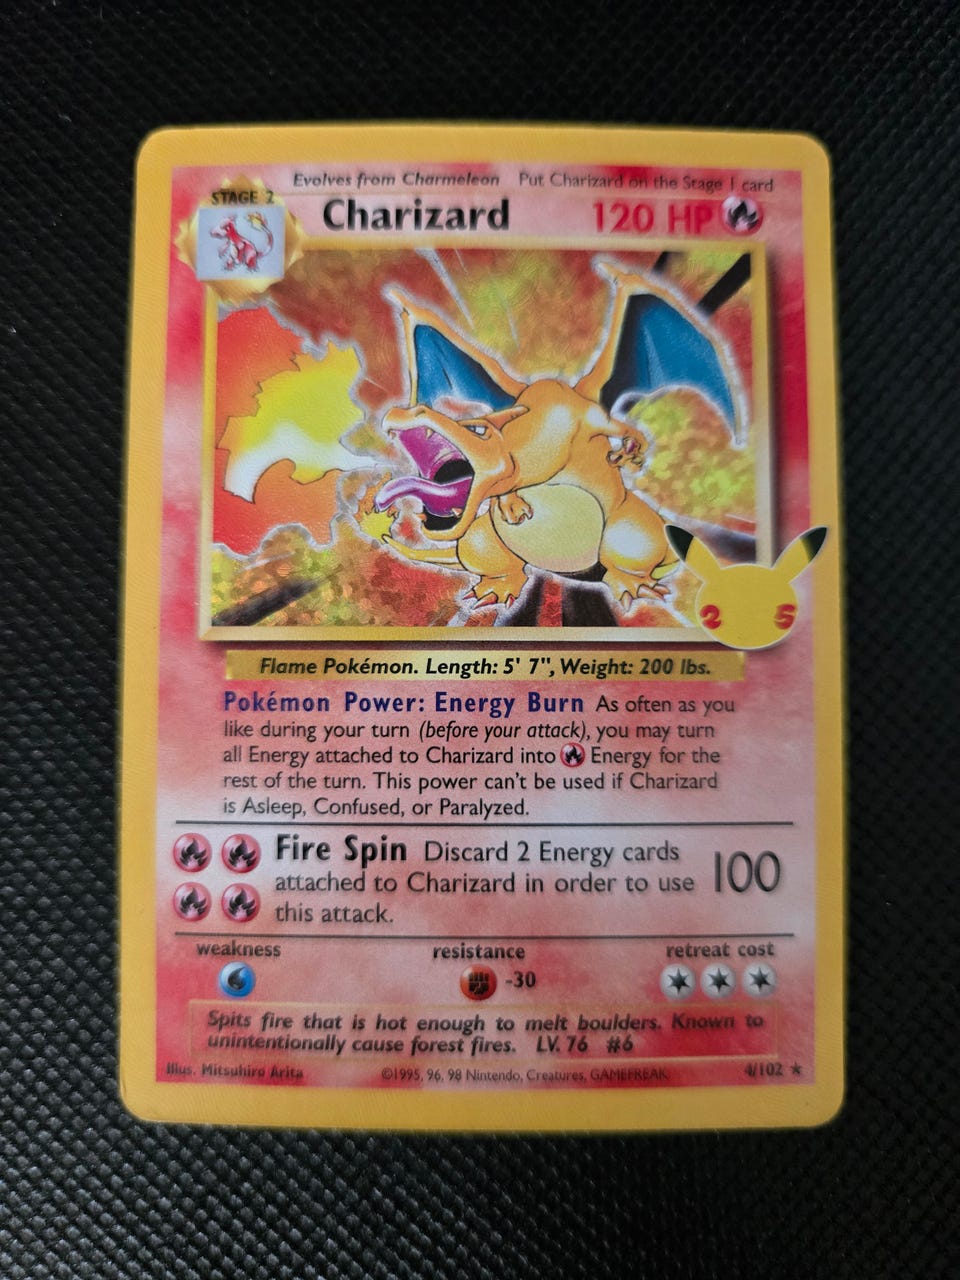 Evolves from Charmeleon Put Charizard on the Stage 1 card
STAGE 2
Charizard 120 HP
25
Flame Pokémon. Length: 5' 7", Weight: 200 lbs.
Pokémon Power: Energy Burn As often as you
like during your turn (before your attack), you may turn
all Energy attached to Charizard into Energy for the
rest of the turn. This power can't be used if Charizard
is Asleep, Confused, or Paralyzed.
Fire Spin Discard 2 Energy cards
attached to Charizard in order to use
this attack.
100
weakness resistance retreat cost
-30
Spits fire that is hot enough to melt boulders. Known to
unintentionally cause forest fires. LV. 76 #6
Illus. Mitsuhiro Arita ©1995, 96, 98 Nintendo, Creatures, GAMEFREAK. 4/102 ★